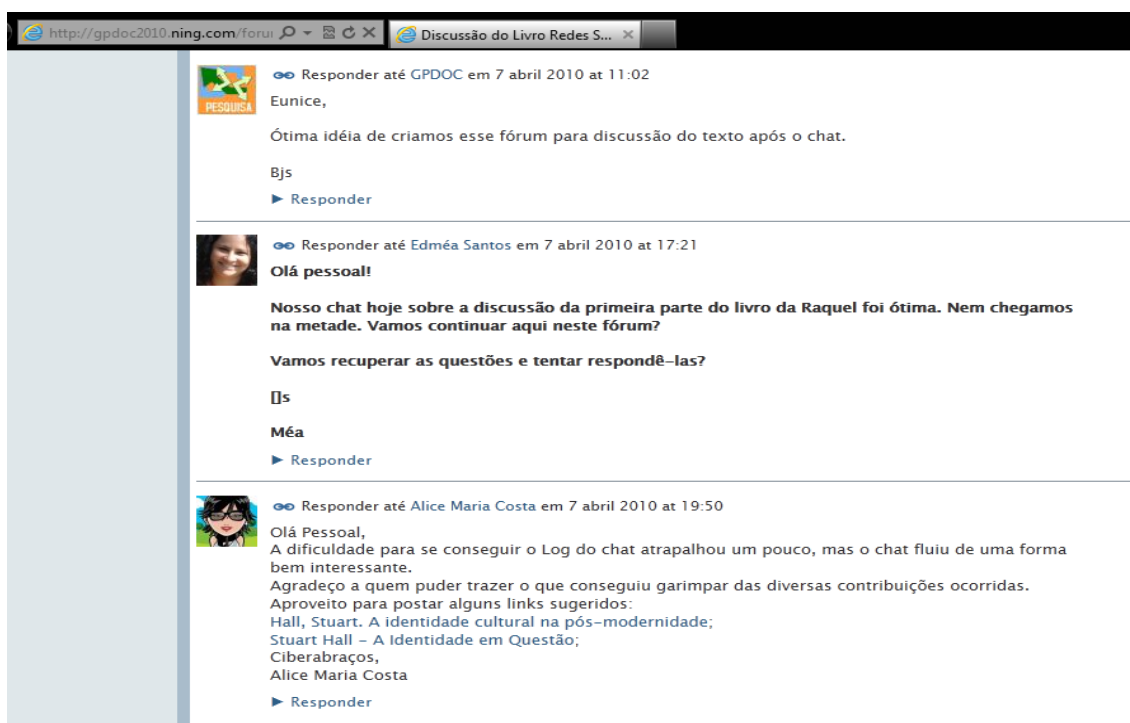 http://gpdoc2010.ning.com/foru
Discussão do Livro Redes S...
PESQUISA
Responder até GPDOC em 7 abril 2010 at 11:02
Eunice,
Ótima idéia de criamos esse fórum para discussão do texto após o chat.
Bjs
► Responder
Responder até Edméa Santos em 7 abril 2010 at 17:21
Olá pessoal!
Nosso chat hoje sobre a discussão da primeira parte do livro da Raquel foi ótima. Nem chegamos
na metade. Vamos continuar aqui neste fórum?
Vamos recuperar as questões e tentar respondê-las?
[]s
Méa
► Responder
Responder até Alice Maria Costa em 7 abril 2010 at 19:50
Olá Pessoal,
A dificuldade para se conseguir o Log do chat atrapalhou um pouco, mas o chat fluiu de uma forma
bem interessante.
Agradeço a quem puder trazer o que conseguiu garimpar das diversas contribuições ocorridas.
Aproveito para postar alguns links sugeridos:
Hall, Stuart. A identidade cultural na pós-modernidade;
Stuart Hall – A Identidade em Questão;
Ciberabraços,
Alice Maria Costa
► Responder